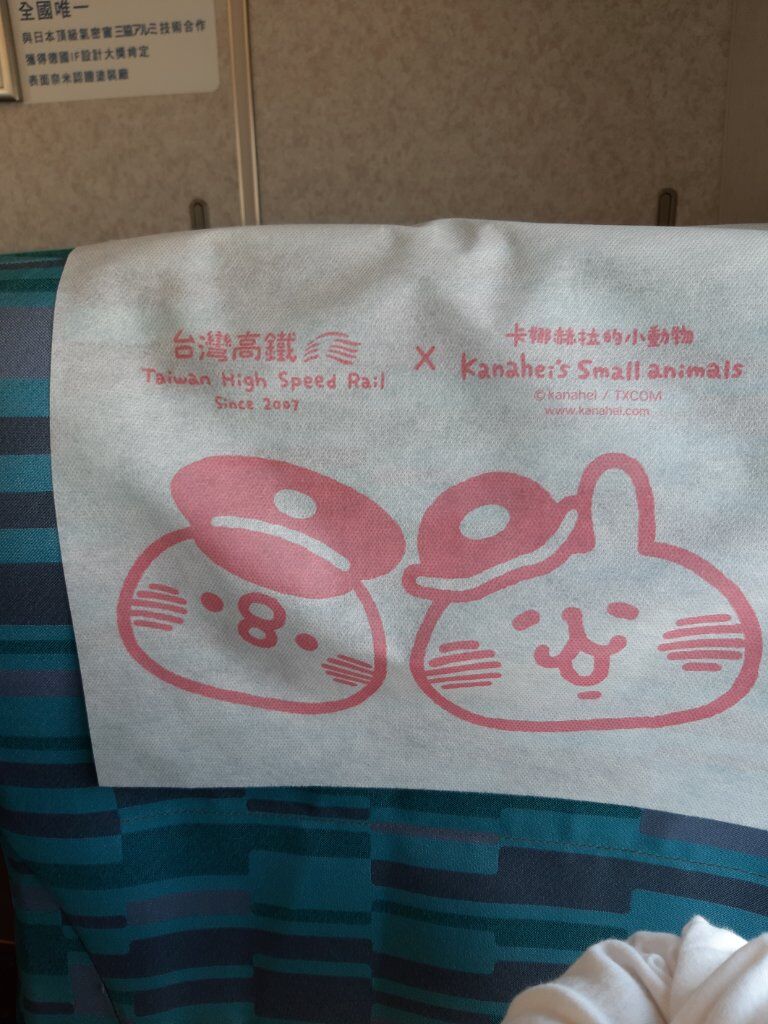 全國唯一
與日本頂級氣密窗三協アルミ技術合作
獲得德國IF設計大獎肯定
表面奈米認證塗裝廠
台灣高鐵
Taiwan High Speed Rail
Since 2007
X
卡娜赫拉的小動物
Kanahei's Small animals
©kanahei / TXCOM
www.kanahei.com